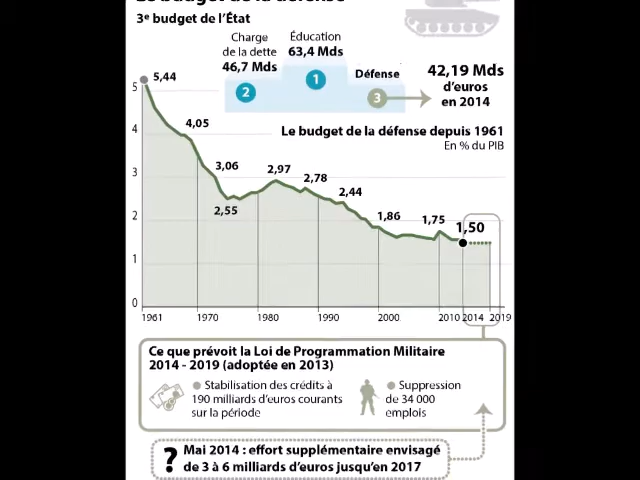 Le budget de la défense
3e budget de l'État
Charge
de la dette
46,7 Mds
2
Éducation
63,4 Mds
1
Défense
3
42,19 Mds
d'euros
en 2014
Le budget de la défense depuis 1961
En % du PIB
5
4
3
2
1
0
5,44
4,05
3,06
2,55
2,97
2,78
2,44
1,86
1,75
1,50
1961 1970 1980 1990 2000 2010 2014 2019
Ce que prévoit la Loi de Programmation Militaire
2014 - 2019 (adoptée en 2013)
Stabilisation des crédits à
190 milliards d'euros courants
sur la période
Suppression
de 34 000
emplois
?
Mai 2014 : effort supplémentaire envisagé
de 3 à 6 milliards d'euros jusqu'en 2017